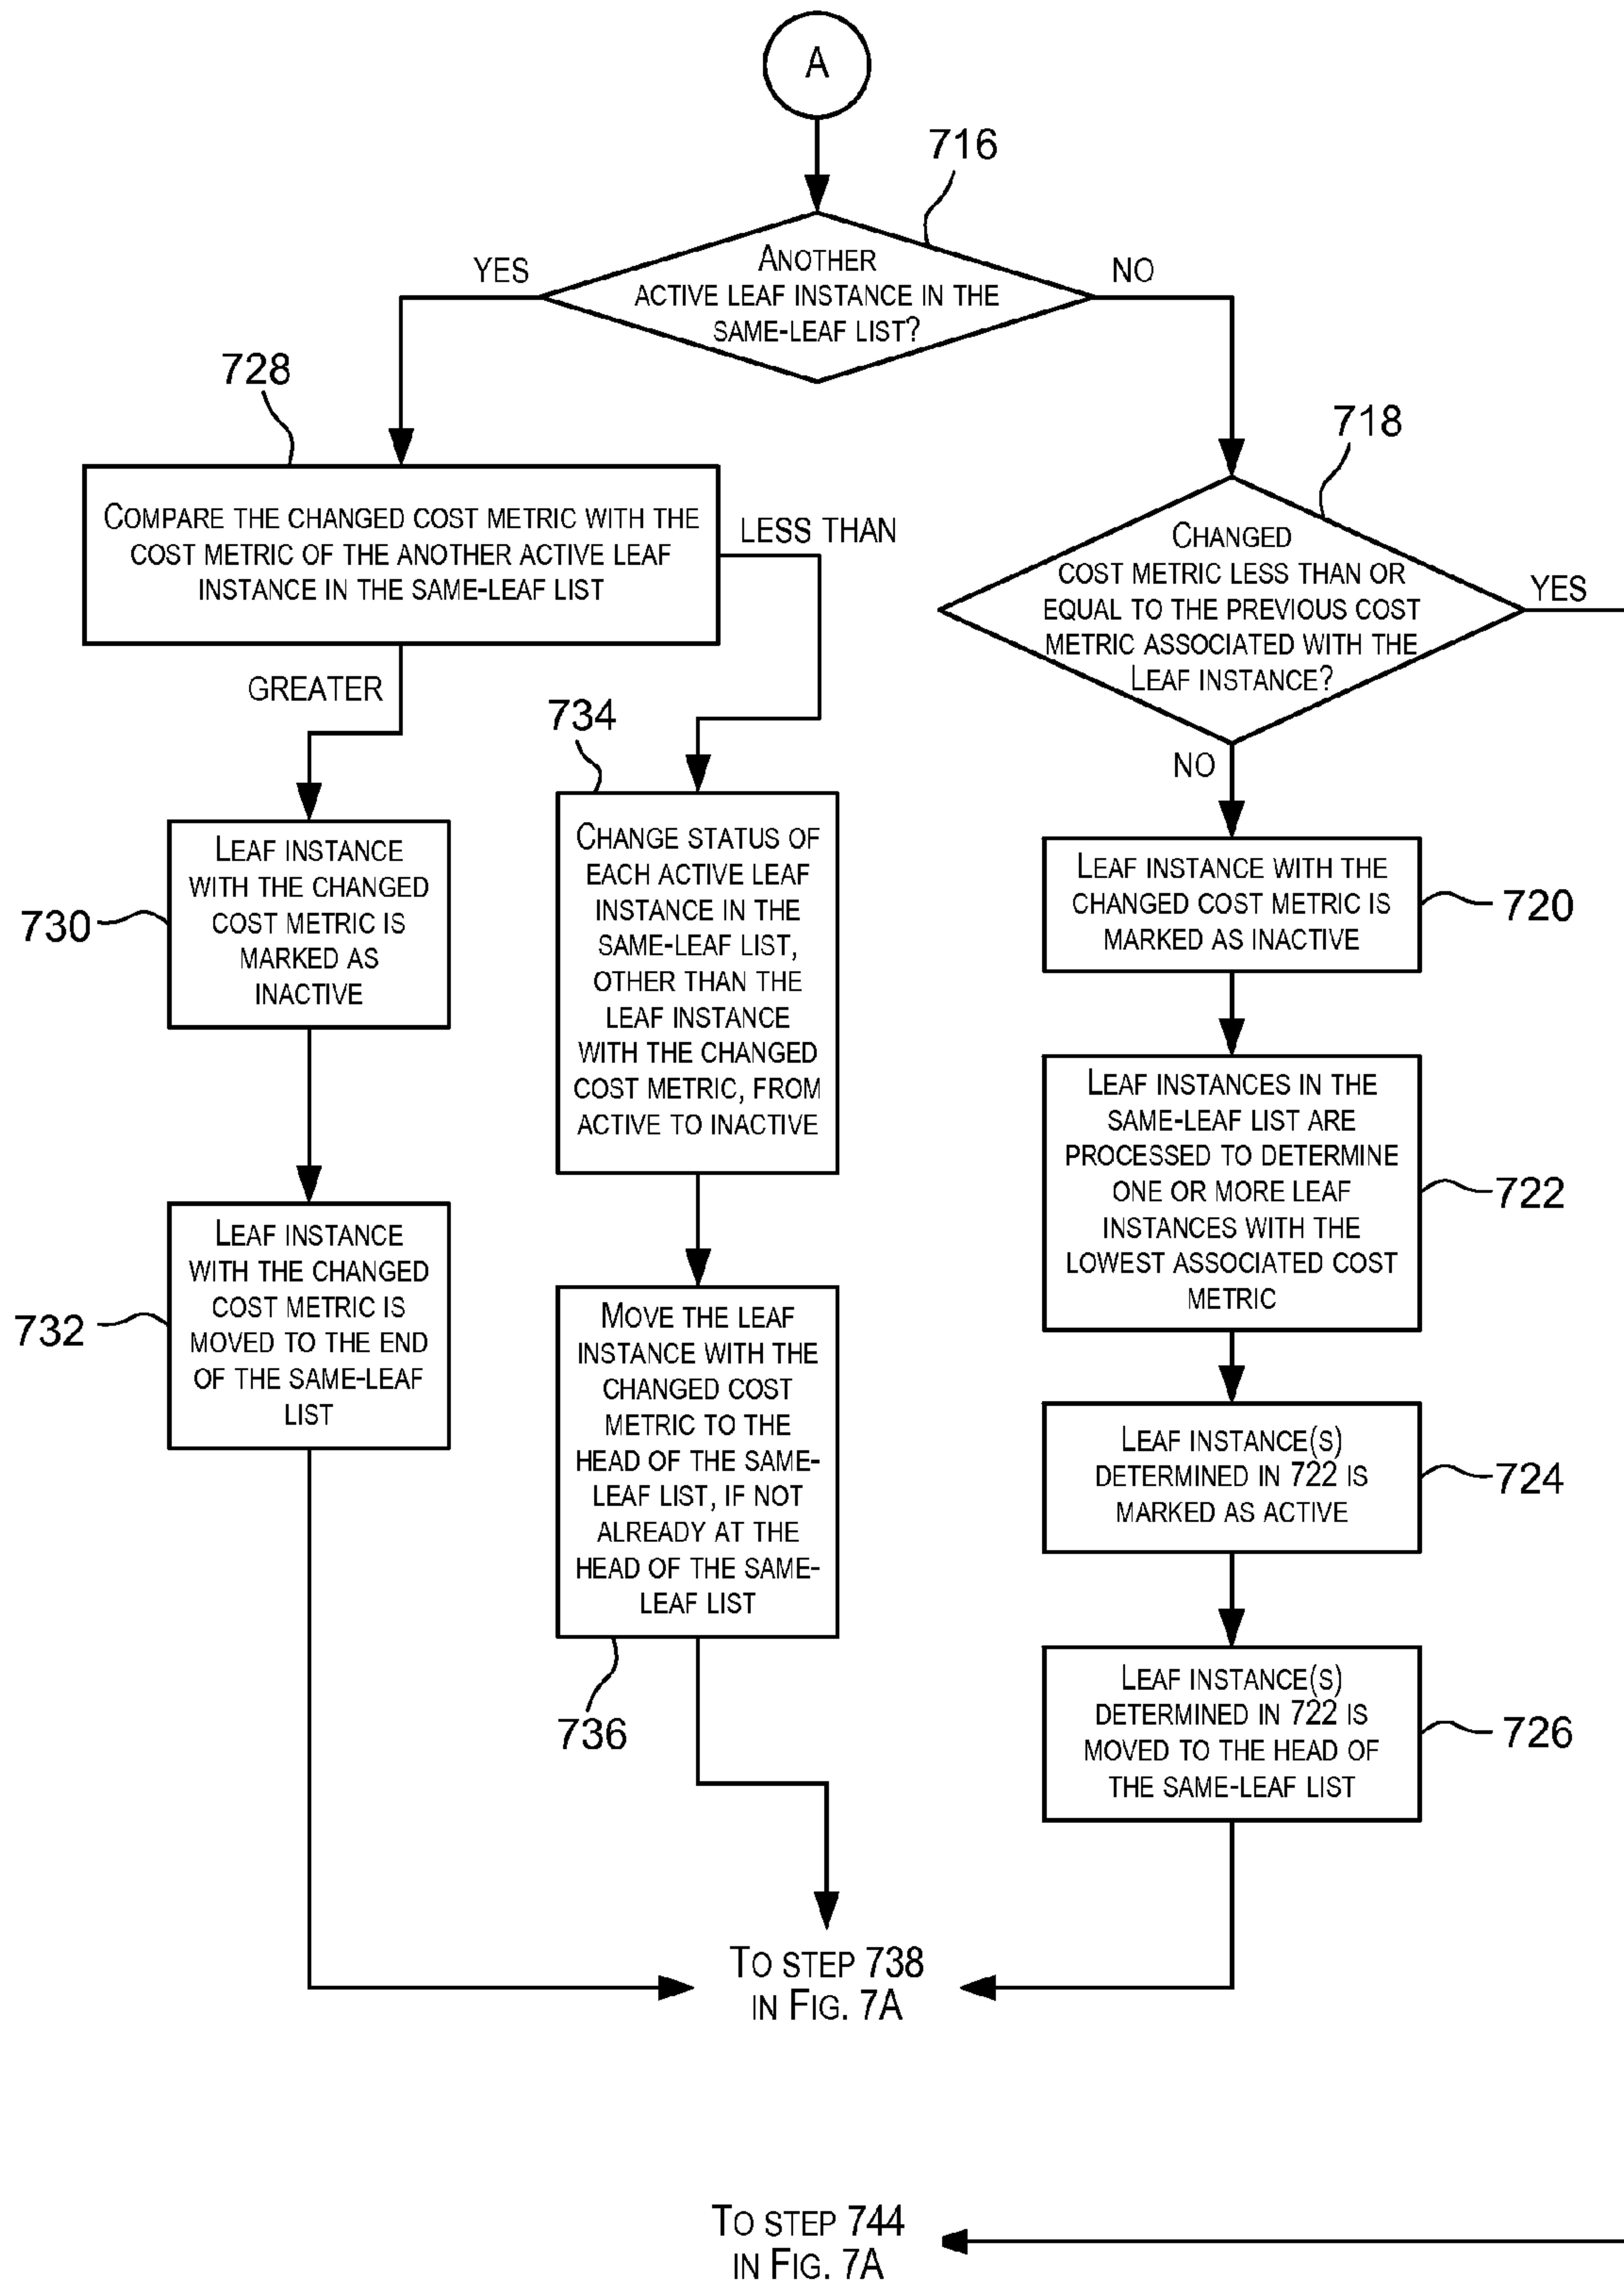 A
716
ANOTHER
ACTIVE LEAF INSTANCE IN THE
SAME-LEAF LIST?
YES
NO
728
COMPARE THE CHANGED COST METRIC WITH THE
COST METRIC OF THE ANOTHER ACTIVE LEAF
INSTANCE IN THE SAME-LEAF LIST
LESS THAN
GREATER
718
CHANGED
COST METRIC LESS THAN OR
EQUAL TO THE PREVIOUS COST
METRIC ASSOCIATED WITH THE
LEAF INSTANCE?
YES
NO
730
LEAF INSTANCE
WITH THE CHANGED
COST METRIC IS
MARKED AS
INACTIVE
732
LEAF INSTANCE
WITH THE CHANGED
COST METRIC IS
MOVED TO THE END
OF THE SAME-LEAF
LIST
734
CHANGE STATUS OF
EACH ACTIVE LEAF
INSTANCE IN THE
SAME-LEAF LIST,
OTHER THAN THE
LEAF INSTANCE
WITH THE CHANGED
COST METRIC, FROM
ACTIVE TO INACTIVE
MOVE THE LEAF
INSTANCE WITH THE
CHANGED COST
METRIC TO THE
HEAD OF THE SAME-
LEAF LIST, IF NOT
ALREADY AT THE
HEAD OF THE SAME-
LEAF LIST
736
LEAF INSTANCE WITH THE
CHANGED COST METRIC IS
MARKED AS INACTIVE
720
LEAF INSTANCES IN THE
SAME-LEAF LIST ARE
PROCESSED TO DETERMINE
ONE OR MORE LEAF
INSTANCES WITH THE
LOWEST ASSOCIATED COST
METRIC
722
LEAF INSTANCE(S)
DETERMINED IN 722 IS
MARKED AS ACTIVE
724
LEAF INSTANCE(S)
DETERMINED IN 722 IS
MOVED TO THE HEAD OF
THE SAME-LEAF LIST
726
TO STEP 738
IN FIG. 7A
TO STEP 744
IN FIG. 7A